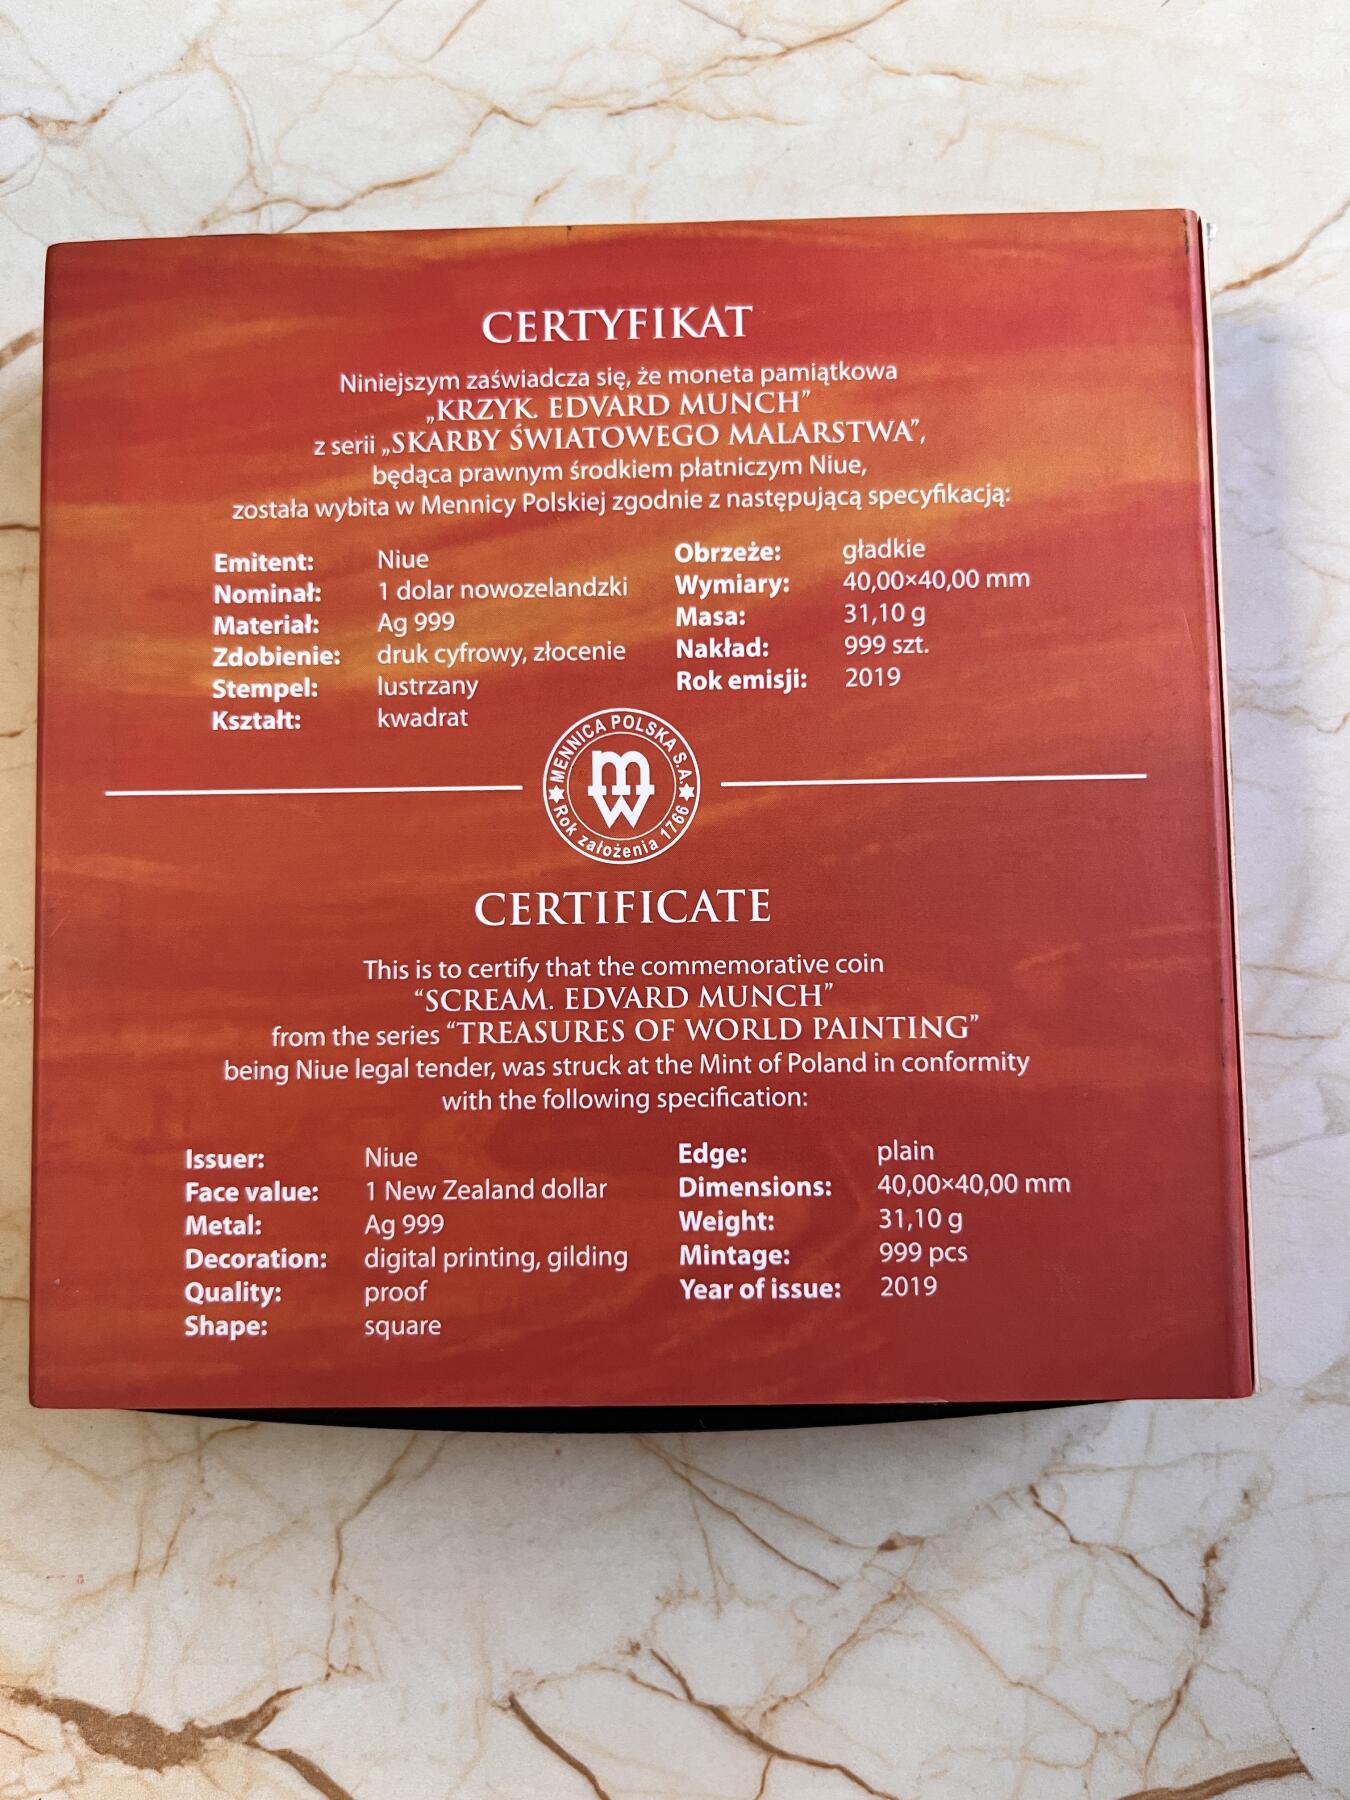 CERTYFIKAT
Niniejszym zaświadcza się, że moneta pamiątkowa
„KRZYK. EDVARD MUNCH”
z serii „SKARBY ŚWIATOWEGO MALARSTWA”,
będąca prawnym środkiem płatniczym Niue,
została wybita w Mennicy Polskiej zgodnie z następującą specyfikacją:
Emitent: Niue
Nominał: 1 dolar nowozelandzki
Materiał: Ag 999
Zdobienie: druk cyfrowy, złocenie
Stempel: lustrzany
Kształt: kwadrat
Obrzeże: gładkie
Wymiary: 40,00×40,00 mm
Masa: 31,10 g
Nakład: 999 szt.
Rok emisji: 2019
MENNICA POLSKA S.A.
mw
Rok założenia 1766
CERTIFICATE
This is to certify that the commemorative coin
“SCREAM. EDVARD MUNCH”
from the series “TREASURES OF WORLD PAINTING”
being Niue legal tender, was struck at the Mint of Poland in conformity
with the following specification:
Issuer: Niue
Face value: 1 New Zealand dollar
Metal: Ag 999
Decoration: digital printing, gilding
Quality: proof
Shape: square
Edge: plain
Dimensions: 40,00×40,00 mm
Weight: 31,10 g
Mintage: 999 pcs
Year of issue: 2019